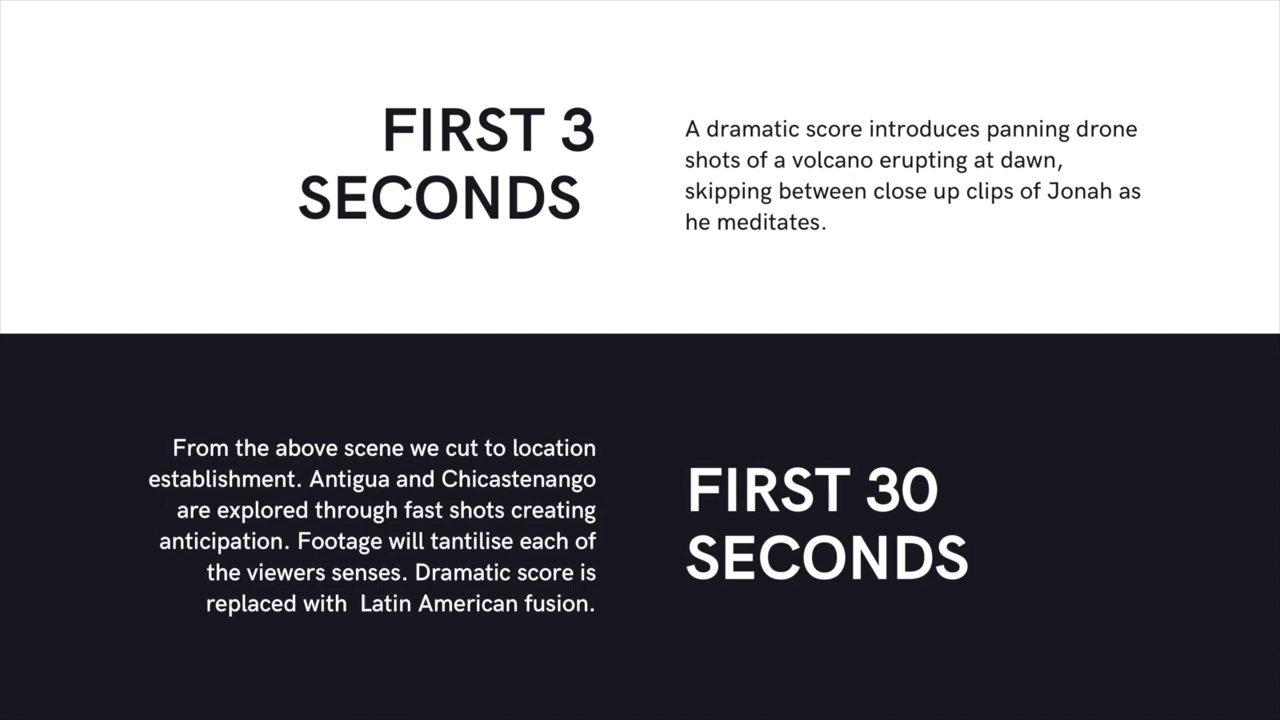 FIRST 3
SECONDS
A dramatic score introduces panning drone
shots of a volcano erupting at dawn,
skipping between close up clips of Jonah as
he meditates.
From the above scene we cut to location
establishment. Antigua and Chicastenango
are explored through fast shots creating
anticipation. Footage will tantilise each of
the viewers senses. Dramatic score is
replaced with  Latin American fusion.
FIRST 30
SECONDS